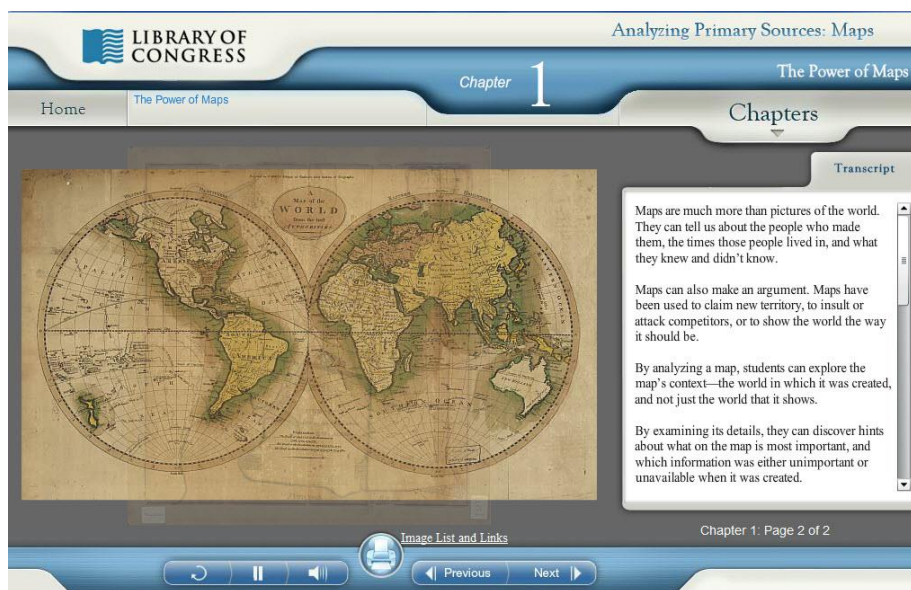 LIBRARY OF
CONGRESS
Analyzing Primary Sources: Maps
Chapter 1
The Power of Maps
Home
The Power of Maps
Chapters
Transcript
A
Map of the
WORLD
from the best
Authorities
Maps are much more than pictures of the world.
They can tell us about the people who made
them, the times those people lived in, and what
they knew and didn't know.
Maps can also make an argument. Maps have
been used to claim new territory, to insult or
attack competitors, or to show the world the way
it should be.
By analyzing a map, students can explore the
map's context—the world in which it was created,
and not just the world that it shows.
By examining its details, they can discover hints
about what on the map is most important, and
which information was either unimportant or
unavailable when it was created.
Chapter 1: Page 2 of 2
Image List and Links
Previous
Next